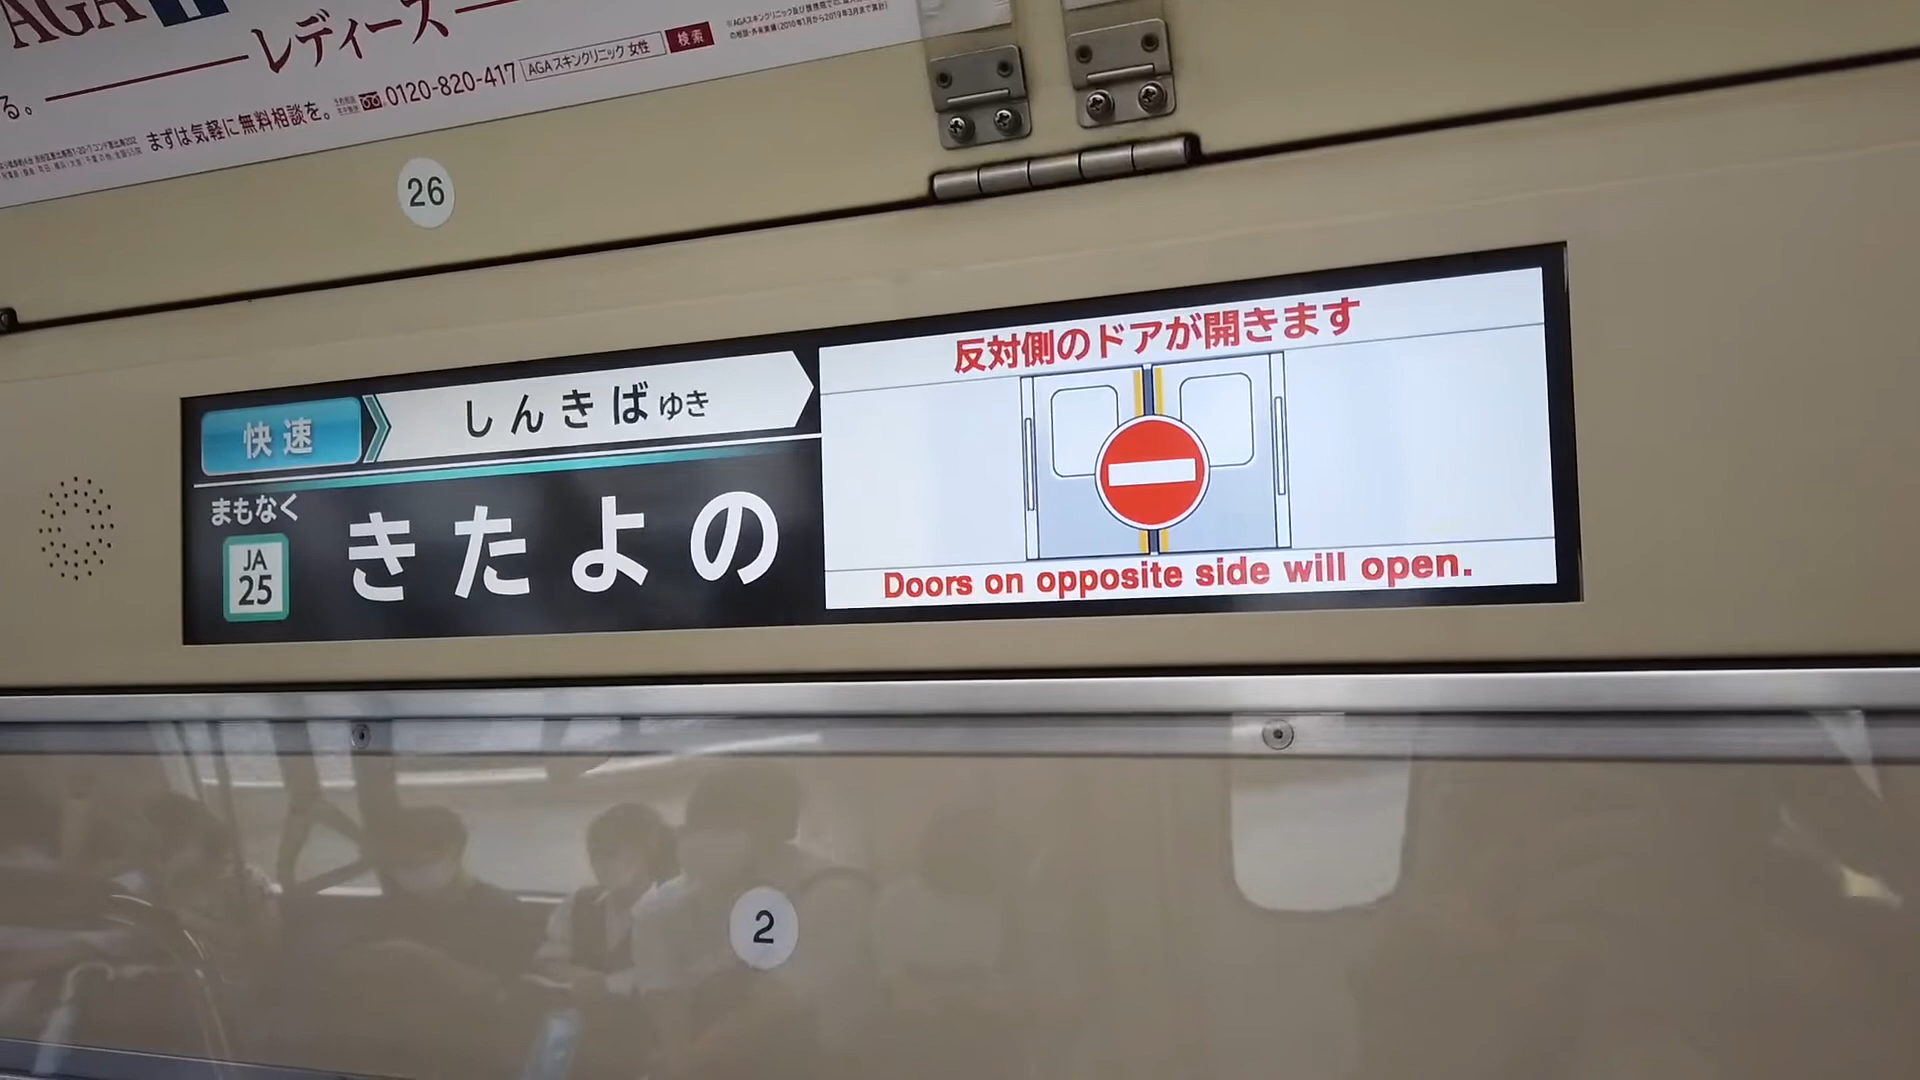 AGA
レディース
る。
まずは気軽に無料相談を。 0120-820-417 AGAスキンクリニック 女性 検索
26
快速 しんきばゆき
まもなく
JA
25
きたよの
反対側のドアが開きます
Doors on opposite side will open.
2